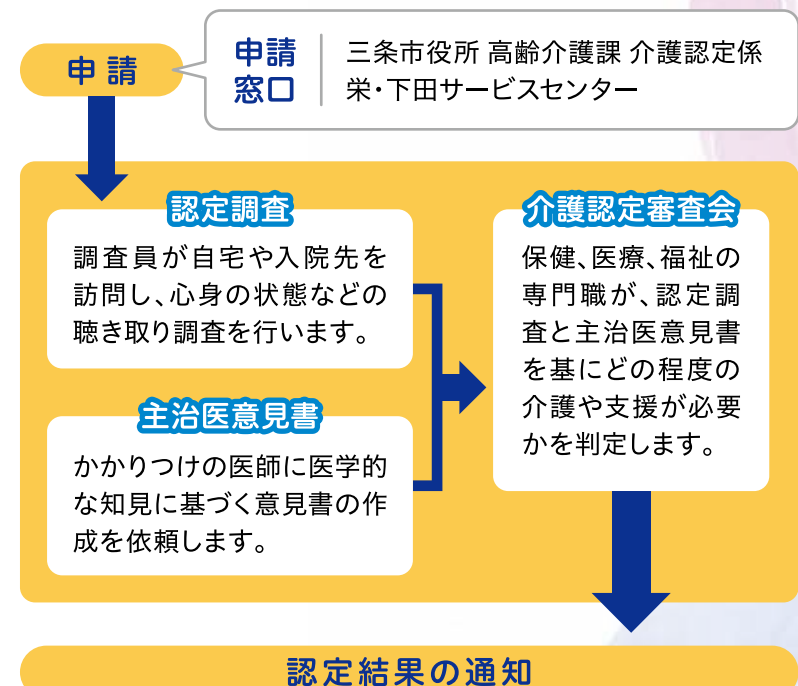 申請
申請
窓口
三条市役所 高齢介護課 介護認定係
栄・下田サービスセンター
認定調査
調査員が自宅や入院先を
訪問し、心身の状態などの
聴き取り調査を行います。
主治医意見書
かかりつけの医師に医学的
な知見に基づく意見書の作
成を依頼します。
介護認定審査会
保健、医療、福祉の
専門職が、認定調
査と主治医意見書
を基にどの程度の
介護や支援が必要
かを判定します。
認定結果の通知